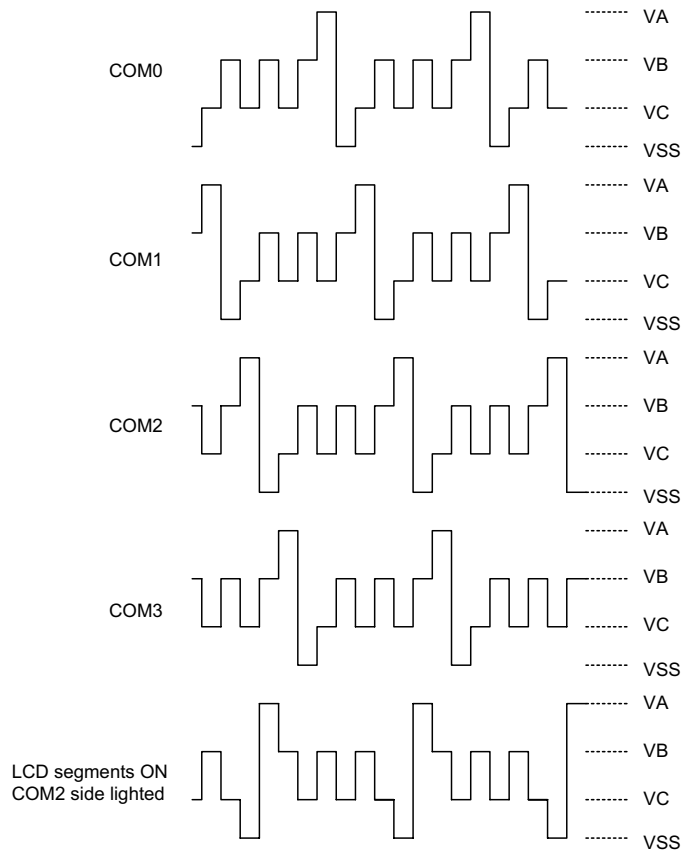 VA
COM0
VB
VC
VSS
VA
COM1
VB
VC
VSS
VA
COM2
VB
VC
VSS
VA
COM3
VB
VC
VSS
VA
LCD segments ON
COM2 side lighted
VB
VC
VSS